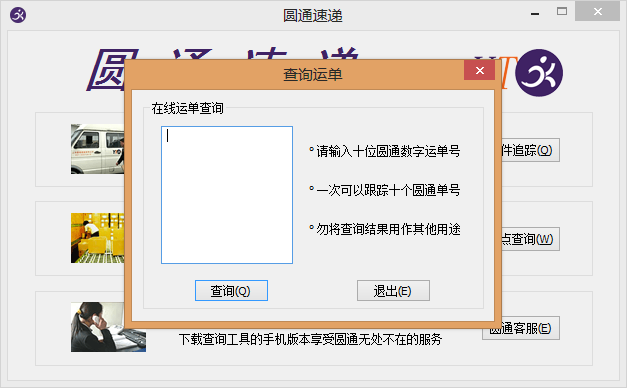 圆通速递
圆 通 速 递
YT
查询运单
在线运单查询
º 请输入十位圆通数字运单号
º 一次可以跟踪十个圆通单号
º 勿将查询结果用作其他用途
查询(Q)
退出(E)
件追踪(Q)
点查询(W)
圆通客服(E)
下载查询工具的手机版本享受圆通无处不在的服务